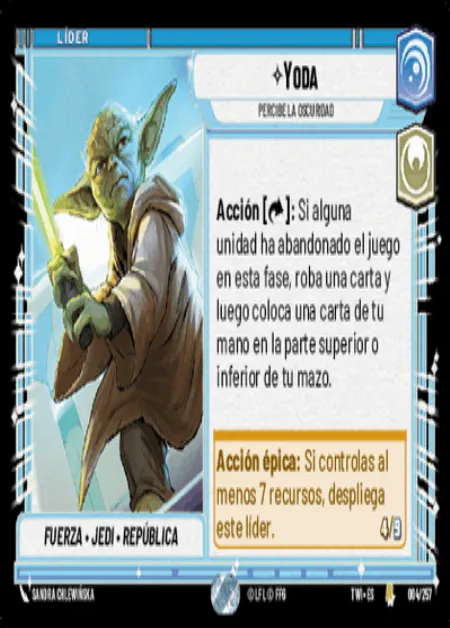 LÍDER
YODA
PERCIBE LA OSCURIDAD
Acción [ ]: Si alguna
unidad ha abandonado el juego
en esta fase, roba una carta y
luego coloca una carta de tu
mano en la parte superior o
inferior de tu mazo.
Acción épica: Si controlas al
menos 7 recursos, despliega
este líder.
4/9
FUERZA • JEDI • REPÚBLICA
SANDRA CHLEWIŃSKA
© LFL © FFG
TWI • ES
004/257